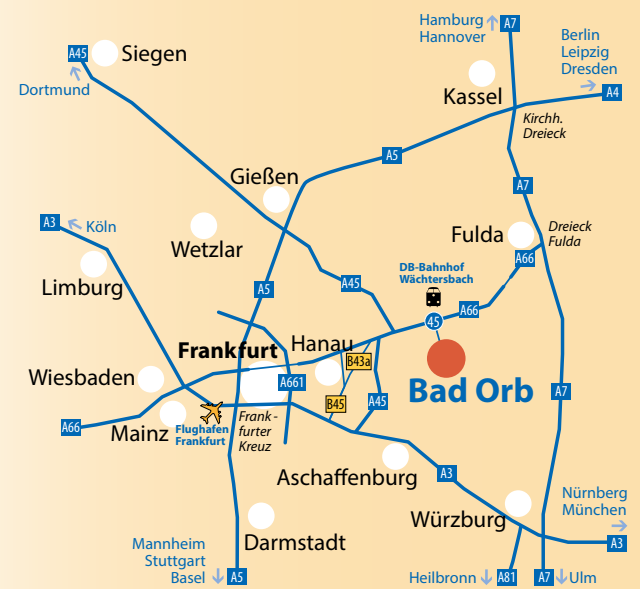 Hamburg
Hannover
A7
Berlin
Leipzig
Dresden
A4
A45
Siegen
Dortmund
Kassel
Kirchh.
Dreieck
A5
Gießen
A7
A3
Köln
Wetzlar
Fulda
Dreieck
Fulda
A66
DB-Bahnhof
Wächtersbach
Limburg
A5
A45
A66
45
Frankfurt
Hanau
B43a
Wiesbaden
A661
Bad Orb
A7
B45
A45
A66
Mainz
Flughafen
Frankfurt
Frank-
furter
Kreuz
Aschaffenburg
A3
Würzburg
Nürnberg
München
A3
Darmstadt
Mannheim
Stuttgart
Basel
A5
Heilbronn
A81
A7
Ulm